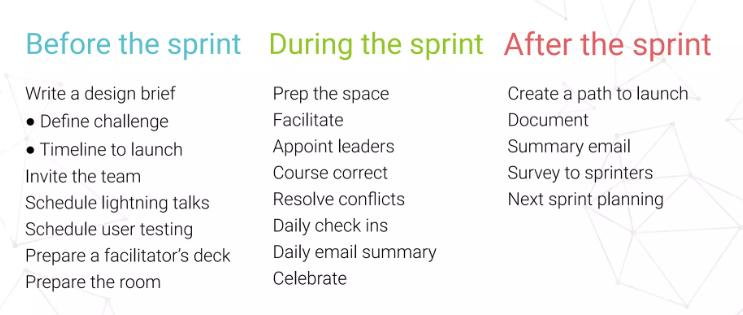 Before the sprint
Write a design brief
● Define challenge
● Timeline to launch
Invite the team
Schedule lightning talks
Schedule user testing
Prepare a facilitator’s deck
Prepare the room
During the sprint
Prep the space
Facilitate
Appoint leaders
Course correct
Resolve conflicts
Daily check ins
Daily email summary
Celebrate
After the sprint
Create a path to launch
Document
Summary email
Survey to sprinters
Next sprint planning